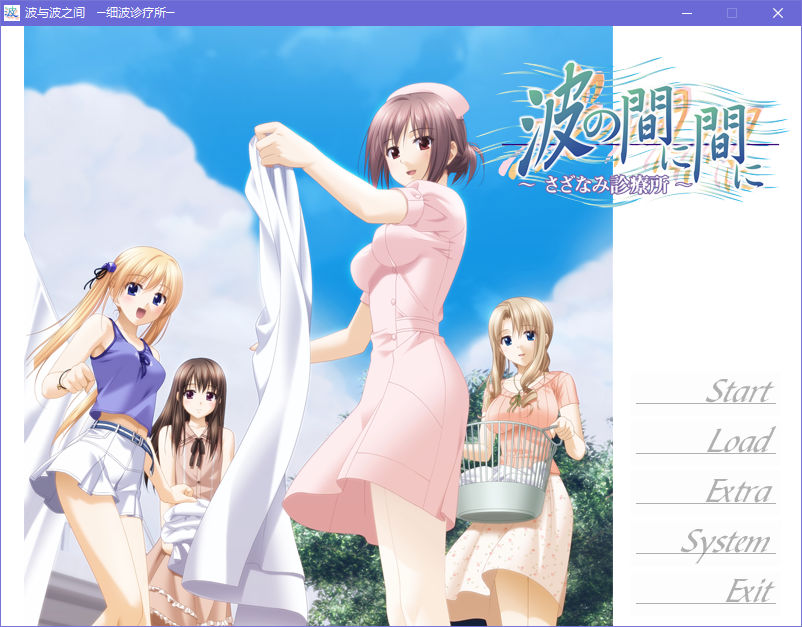 波 波与波之间 ─细波诊疗所─
波の間に間に
～ さざなみ診療所 ～
Start
Load
Extra
System
Exit